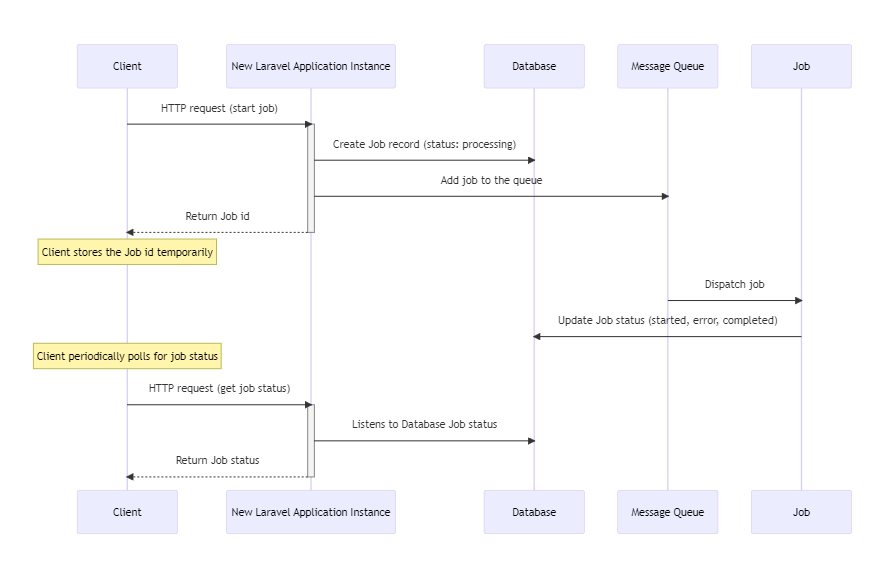 Client
New Laravel Application Instance
Database
Message Queue
Job
HTTP request (start job)
Create Job record (status: processing)
Add job to the queue
Return Job id
Client stores the Job id temporarily
Dispatch job
Update Job status (started, error, completed)
Client periodically polls for job status
HTTP request (get job status)
Listens to Database Job status
Return Job status
Client
New Laravel Application Instance
Database
Message Queue
Job